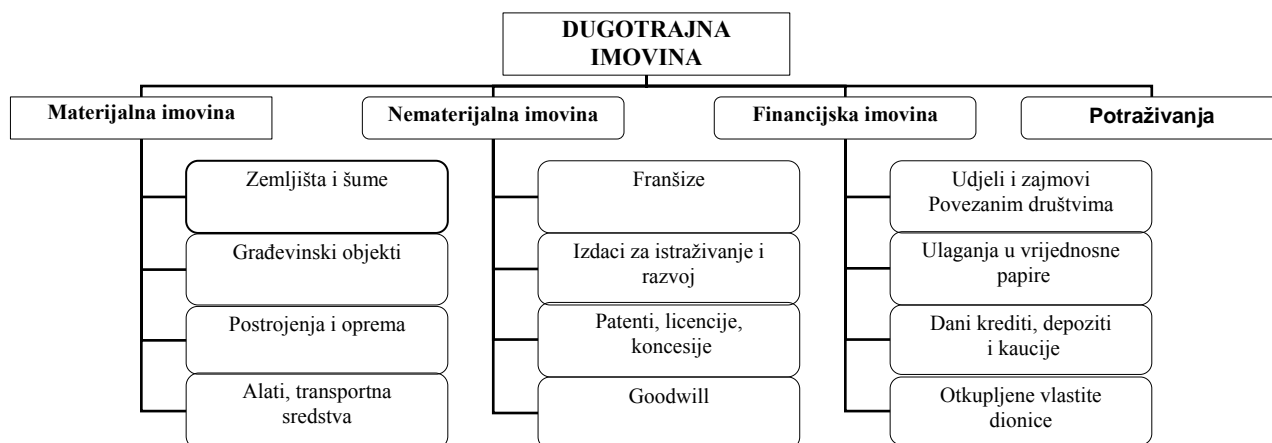 DUGOTRAJNA
IMOVINA
Materijalna imovina
Nematerijalna imovina
Financijska imovina
Potraživanja
Zemljišta i šume
Građevinski objekti
Postrojenja i oprema
Alati, transportna
sredstva
Franšize
Izdaci za istraživanje i
razvoj
Patenti, licencije,
koncesije
Goodwill
Udjeli i zajmovi
Povezanim društvima
Ulaganja u vrijednosne
papire
Dani krediti, depoziti
i kaucije
Otkupljene vlastite
dionice